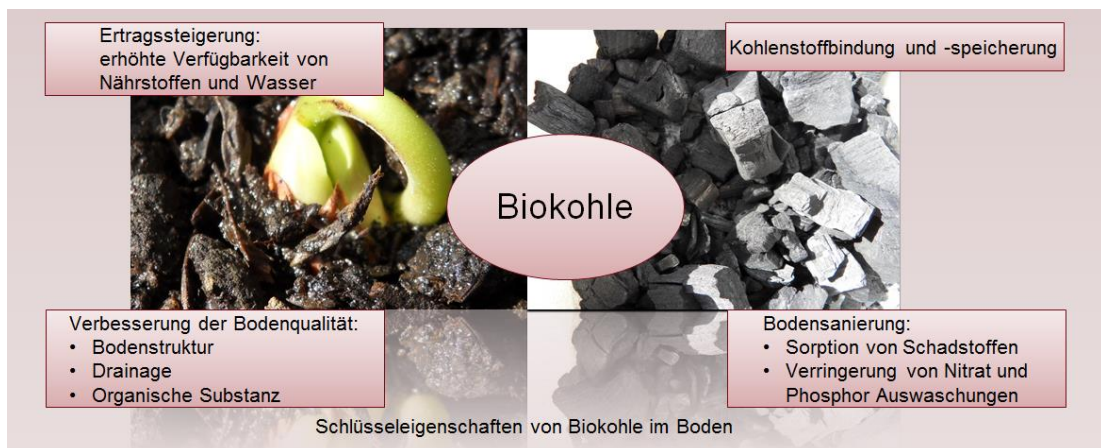 Ertragssteigerung:
erhöhte Verfügbarkeit von
Nährstoffen und Wasser
Kohlenstoffbindung und -speicherung
Biokohle
Verbesserung der Bodenqualität:
• Bodenstruktur
• Drainage
• Organische Substanz
Bodensanierung:
• Sorption von Schadstoffen
• Verringerung von Nitrat und
Phosphor Auswaschungen
Schlüsseleigenschaften von Biokohle im Boden